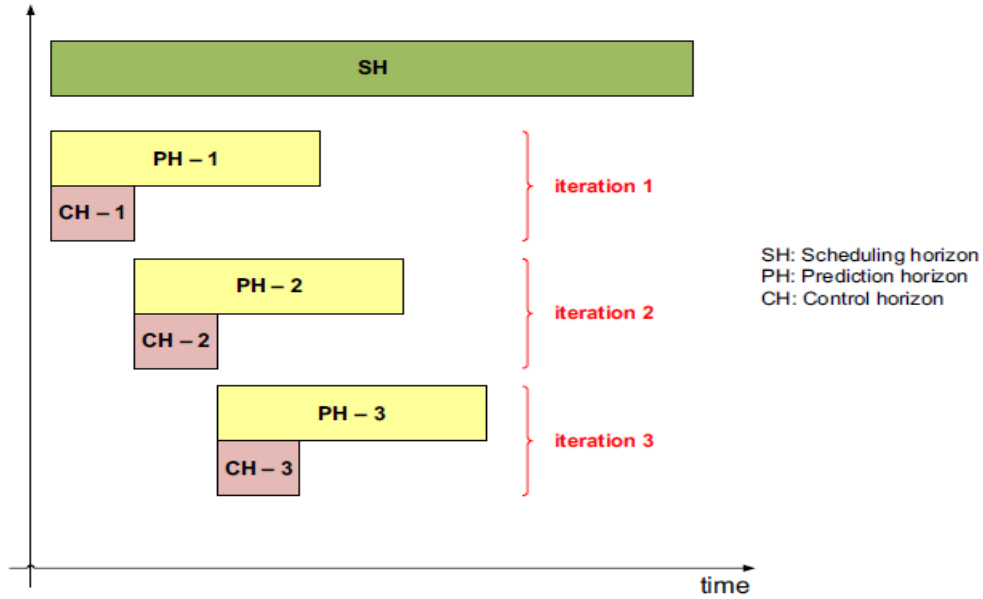 SH
PH – 1
CH – 1
iteration 1
PH – 2
CH – 2
iteration 2
PH – 3
CH – 3
iteration 3
SH: Scheduling horizon
PH: Prediction horizon
CH: Control horizon
time